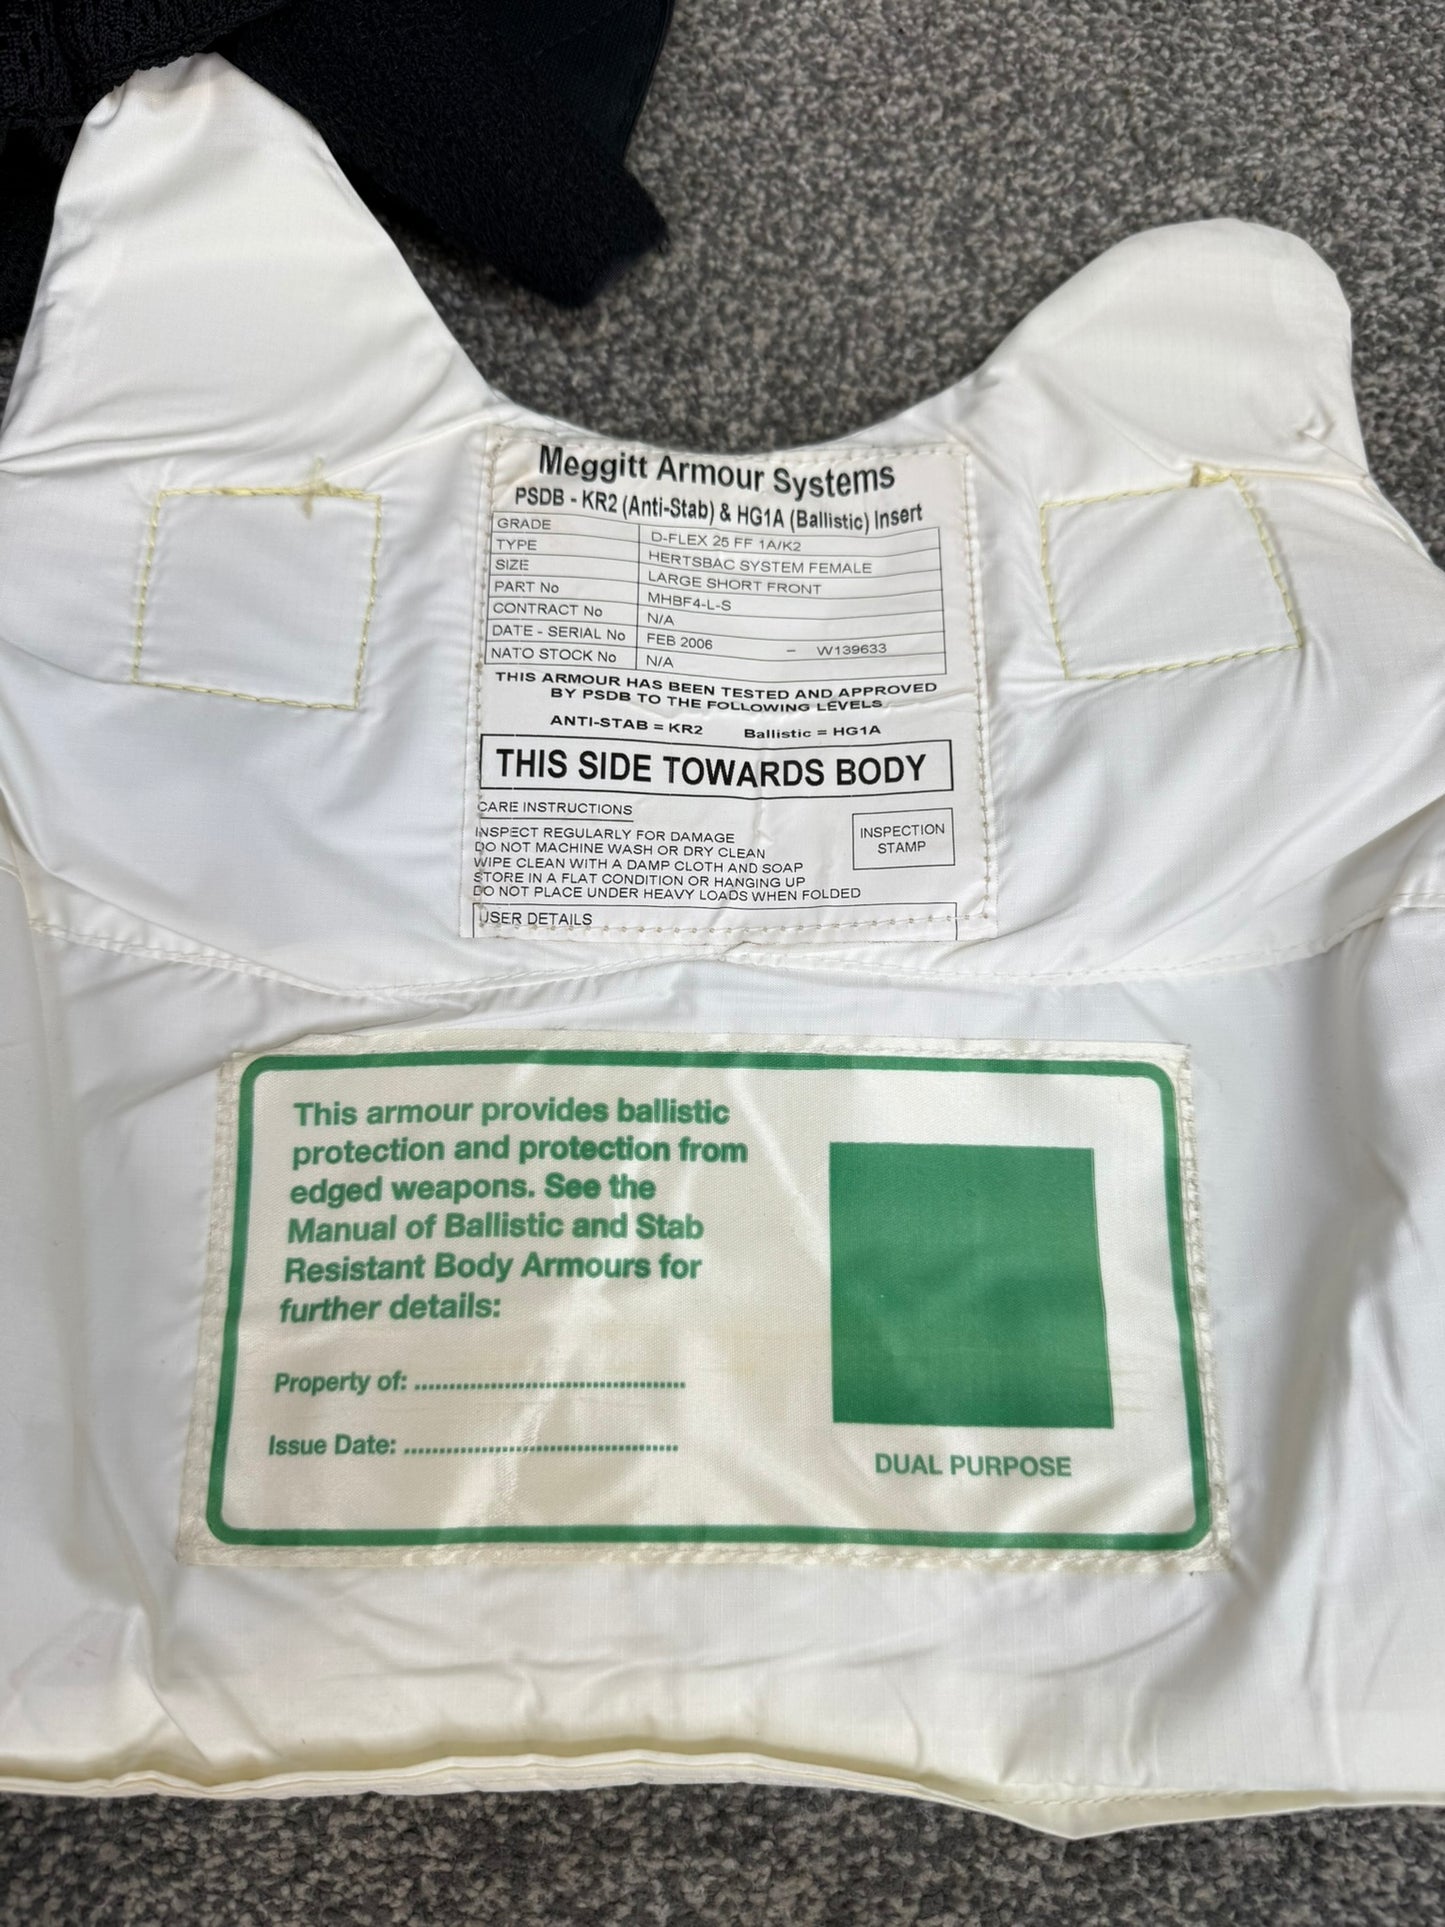 Meggitt Armour Systems
PSDB - KR2 (Anti-Stab) & HG1A (Ballistic) Insert
GRADE D-FLEX 25 FF 1A/K2
TYPE HERTSBAC SYSTEM FEMALE
SIZE LARGE SHORT FRONT
PART No MHBF4-L-S
CONTRACT No N/A
DATE - SERIAL No FEB 2006 – W139633
NATO STOCK No N/A
THIS ARMOUR HAS BEEN TESTED AND APPROVED
BY PSDB TO THE FOLLOWING LEVELS
ANTI-STAB = KR2 Ballistic = HG1A
THIS SIDE TOWARDS BODY
CARE INSTRUCTIONS
INSPECT REGULARLY FOR DAMAGE
DO NOT MACHINE WASH OR DRY CLEAN
WIPE CLEAN WITH A DAMP CLOTH AND SOAP
STORE IN A FLAT CONDITION OR HANGING UP
DO NOT PLACE UNDER HEAVY LOADS WHEN FOLDED
INSPECTION
STAMP
USER DETAILS
This armour provides ballistic
protection and protection from
edged weapons. See the
Manual of Ballistic and Stab
Resistant Body Armours for
further details:
Property of: .......................................
Issue Date: .......................................
DUAL PURPOSE